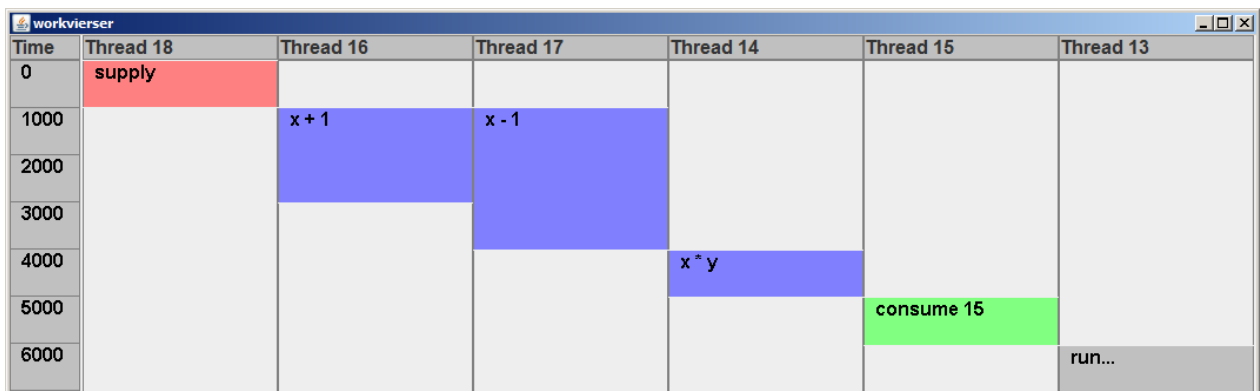 workvierser
Time Thread 18 Thread 16 Thread 17 Thread 14 Thread 15 Thread 13
0 supply
1000 x + 1 x - 1
2000
3000
4000 x * y
5000 consume 15
6000 run...